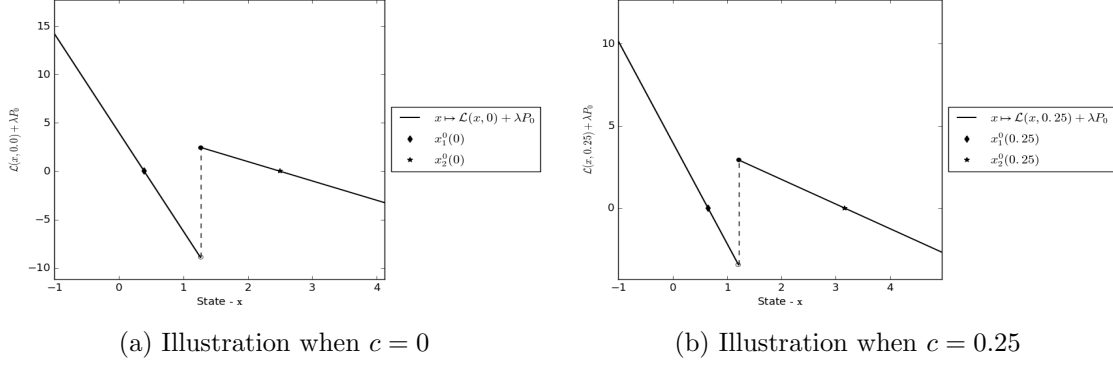 15
10
5
0
−5
−10
−1
0
1
2
3
4
State - x
ℒ(x, 0.0) + λP₀
x ↦ ℒ(x, 0) + λP₀
x₁⁰(0)
x₂⁰(0)
(a) Illustration when c = 0
10
5
0
−1
0
1
2
3
4
State - x
ℒ(x, 0.25) + λP₀
x ↦ ℒ(x, 0.25) + λP₀
x₁⁰(0.25)
x₂⁰(0.25)
(b) Illustration when c = 0.25